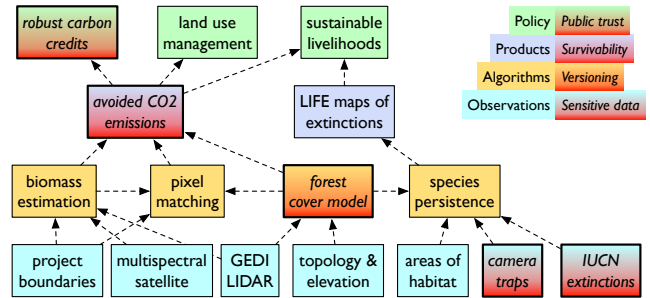 robust carbon
credits
land use
management
sustainable
livelihoods
Policy
Public trust
Products
Survivability
Algorithms
Versioning
Observations
Sensitive data
avoided CO2
emissions
LIFE maps of
extinctions
biomass
estimation
pixel
matching
forest
cover model
species
persistence
project
boundaries
multispectral
satellite
GEDI
LIDAR
topology &
elevation
areas of
habitat
camera
traps
IUCN
extinctions